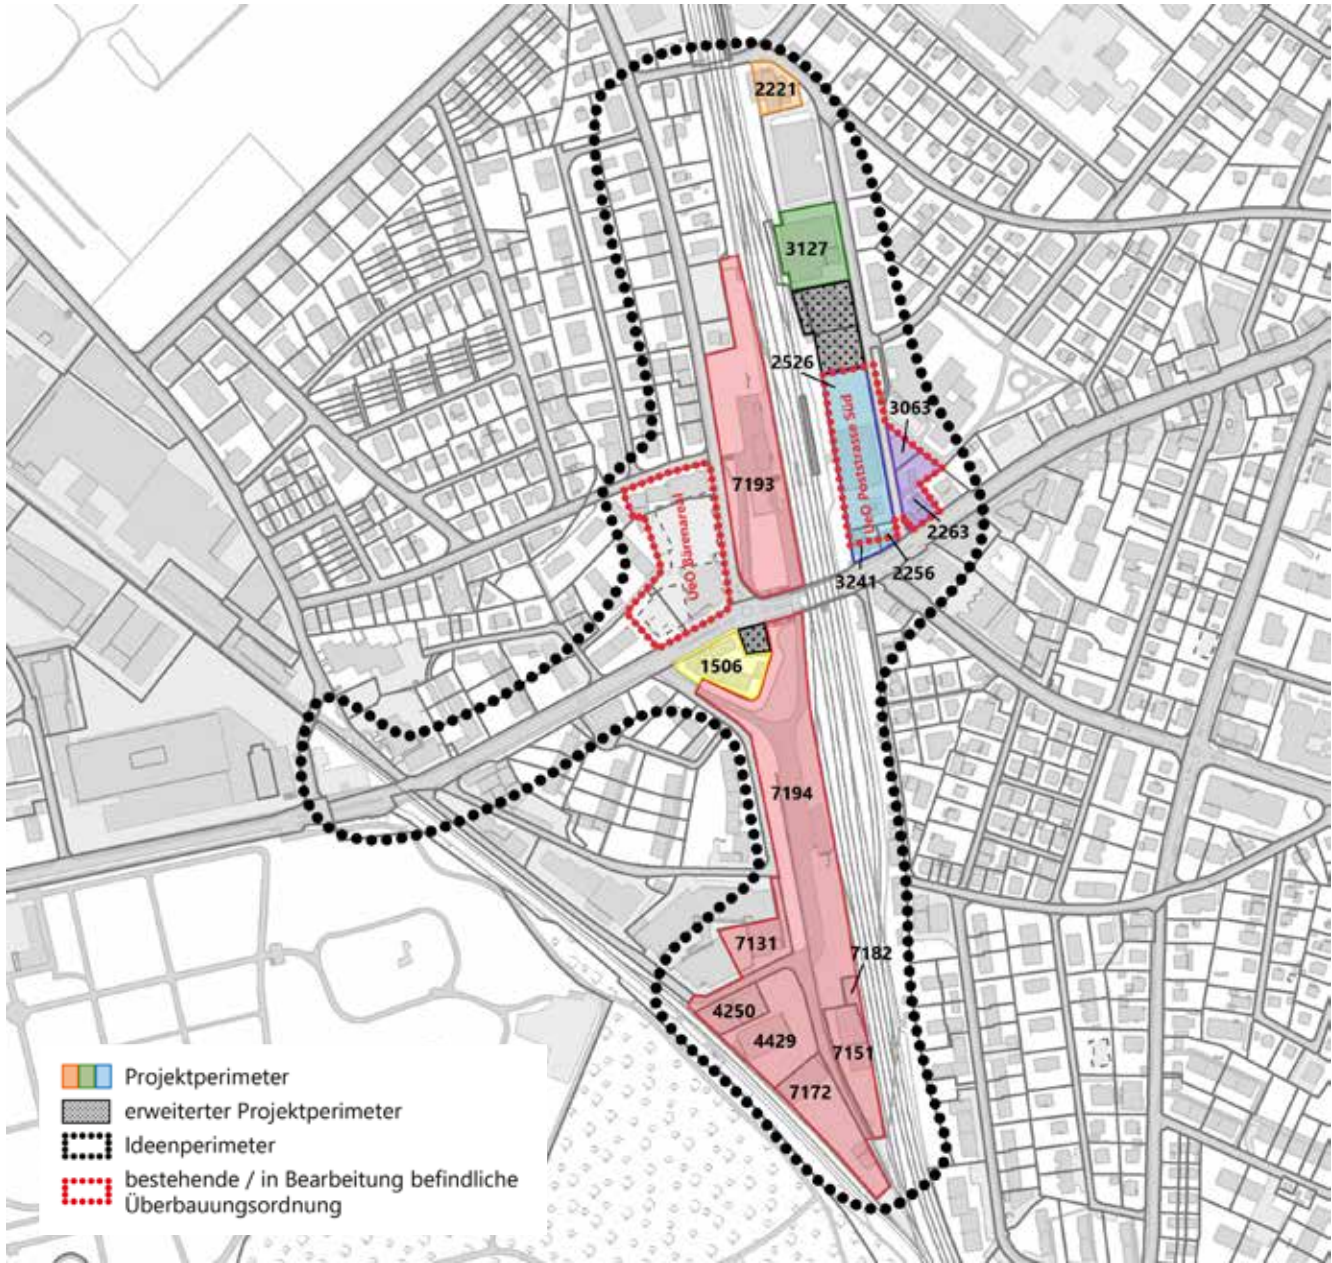 2221
3127
2526
3063
UeO Poststrasse Süd
7193
UeO Bärenareal
2263
2256
3241
1506
7194
7131
7182
4250
4429
7151
7172
Projektperimeter
erweiterter Projektperimeter
Ideenperimeter
bestehende / in Bearbeitung befindliche
Überbauungsordnung